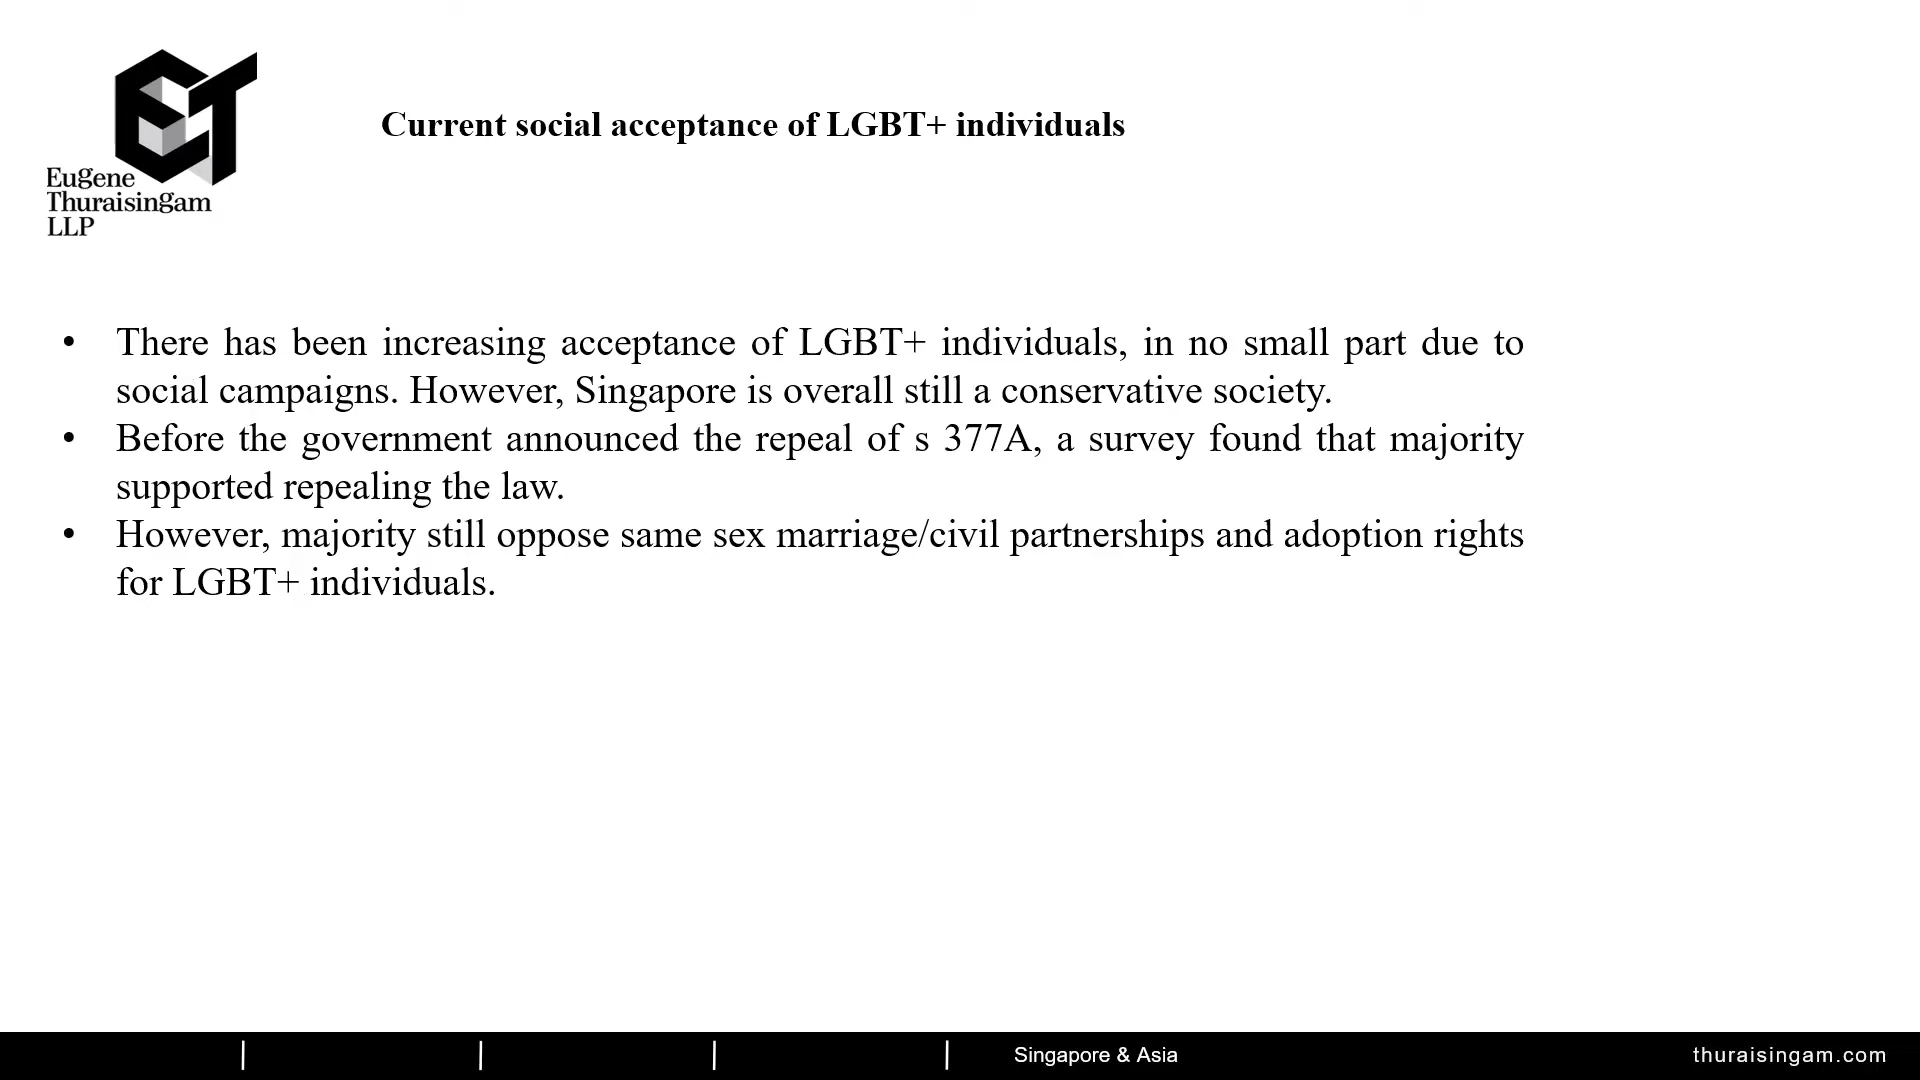 ET
Eugene
Thuraisingam
LLP
Current social acceptance of LGBT+ individuals
• There has been increasing acceptance of LGBT+ individuals, in no small part due to
social campaigns. However, Singapore is overall still a conservative society.
• Before the government announced the repeal of s 377A, a survey found that majority
supported repealing the law.
• However, majority still oppose same sex marriage/civil partnerships and adoption rights
for LGBT+ individuals.
Singapore & Asia
thuraisingam.com